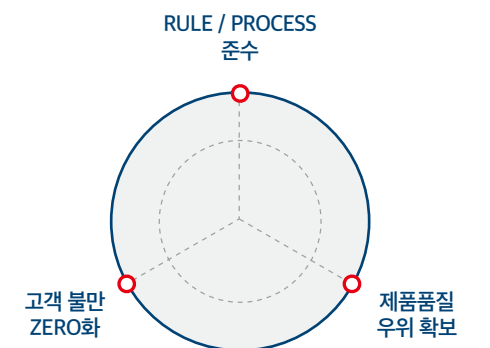 RULE / PROCESS
준수
고객 불만
ZERO화
제품품질
우위 확보